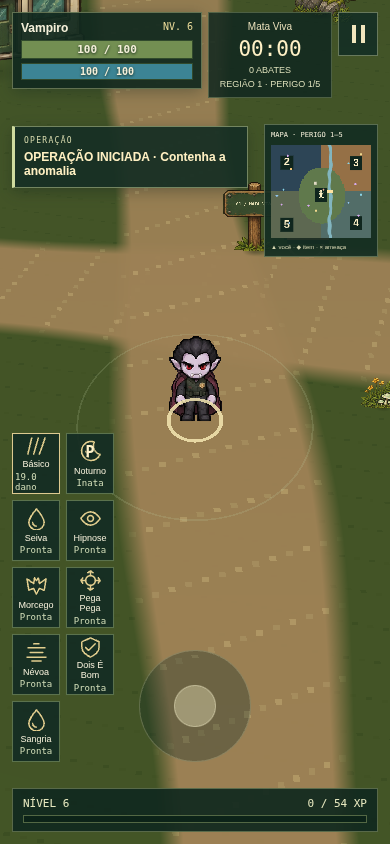 Vampiro NV. 6
100 / 100
100 / 100
Mata Viva
00:00
0 ABATES
REGIÃO 1 · PERIGO 1/5
OPERAÇÃO
OPERAÇÃO INICIADA · Contenha a
anomalia
MAPA · PERIGO 1–5
2
3
1
5
4
▲ você · ◆ item · × ameaça
Básico
19.0
dano
P
Noturno
Inata
Seiva
Pronta
Hipnose
Pronta
Morcego
Pronta
Pega
Pega
Pronta
Névoa
Pronta
Dois É
Bom
Pronta
Sangria
Pronta
NÍVEL 6
0 / 54 XP